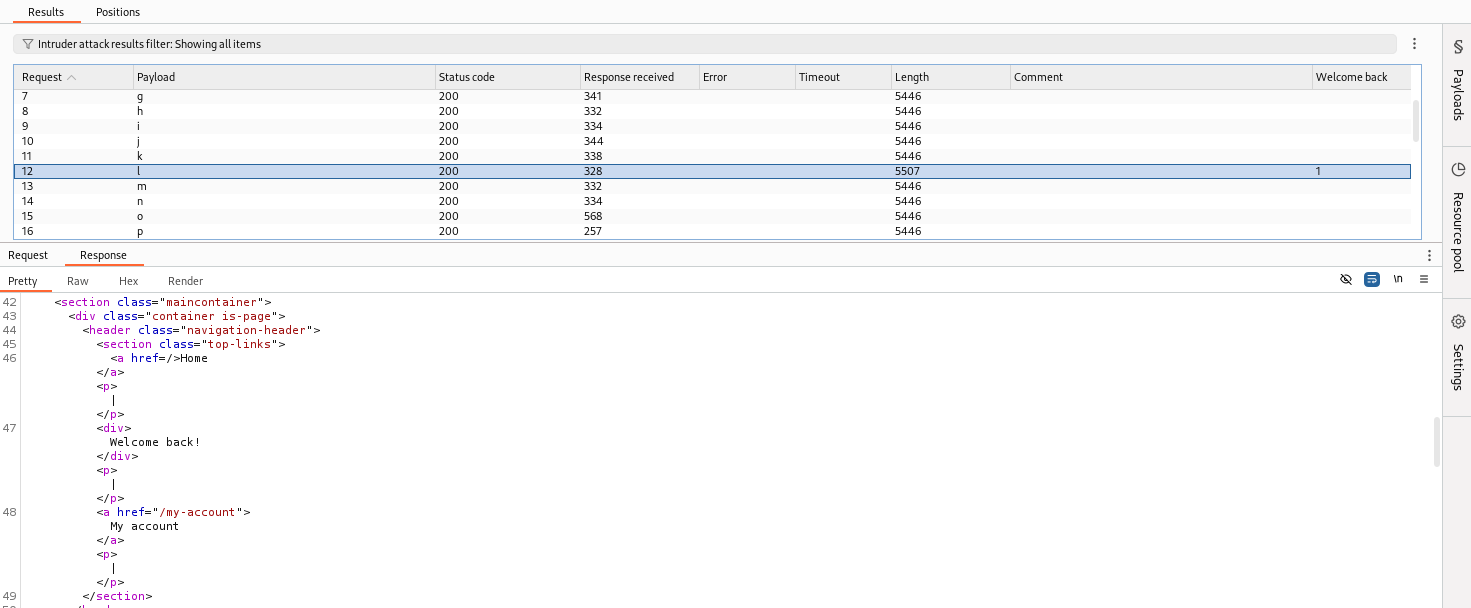 Results Positions
Intruder attack results filter: Showing all items
Request Payload Status code Response received Error Timeout Length Comment Welcome back
7 g 200 341 5446
8 h 200 332 5446
9 i 200 334 5446
10 j 200 344 5446
11 k 200 338 5446
12 l 200 328 5507 1
13 m 200 332 5446
14 n 200 334 5446
15 o 200 568 5446
16 p 200 257 5446
Request Response
Pretty Raw Hex Render \n
42 <section class="maincontainer">
43 <div class="container is-page">
44 <header class="navigation-header">
45 <section class="top-links">
46 <a href=/>Home
</a>
<p>
|
</p>
47 <div>
Welcome back!
</div>
<p>
|
</p>
48 <a href="/my-account">
My account
</a>
<p>
|
</p>
49 </section>
Payloads
Resource pool
Settings